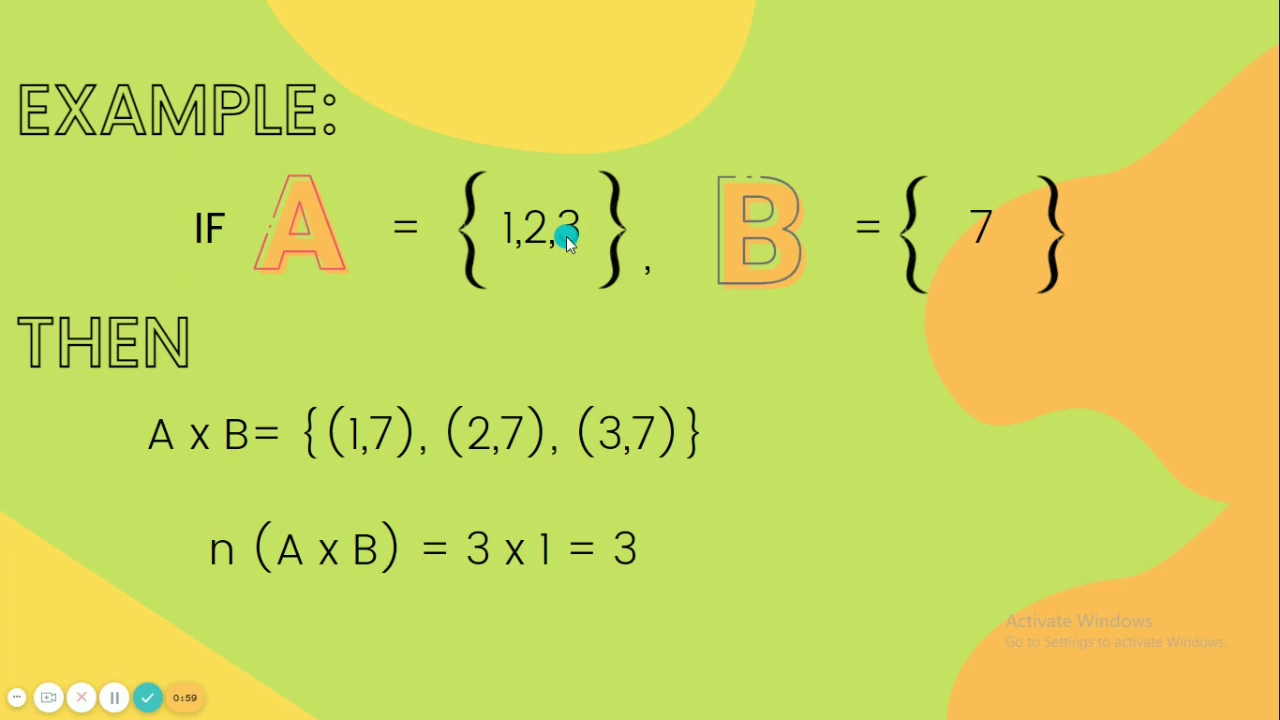 EXAMPLE:
IF A = { 1,2,3 } , B = { 7 }
THEN
A x B= {(1,7), (2,7), (3,7)}
n (A x B) = 3 x 1 = 3
Activate Windows
Go to Settings to activate Windows.
0:59